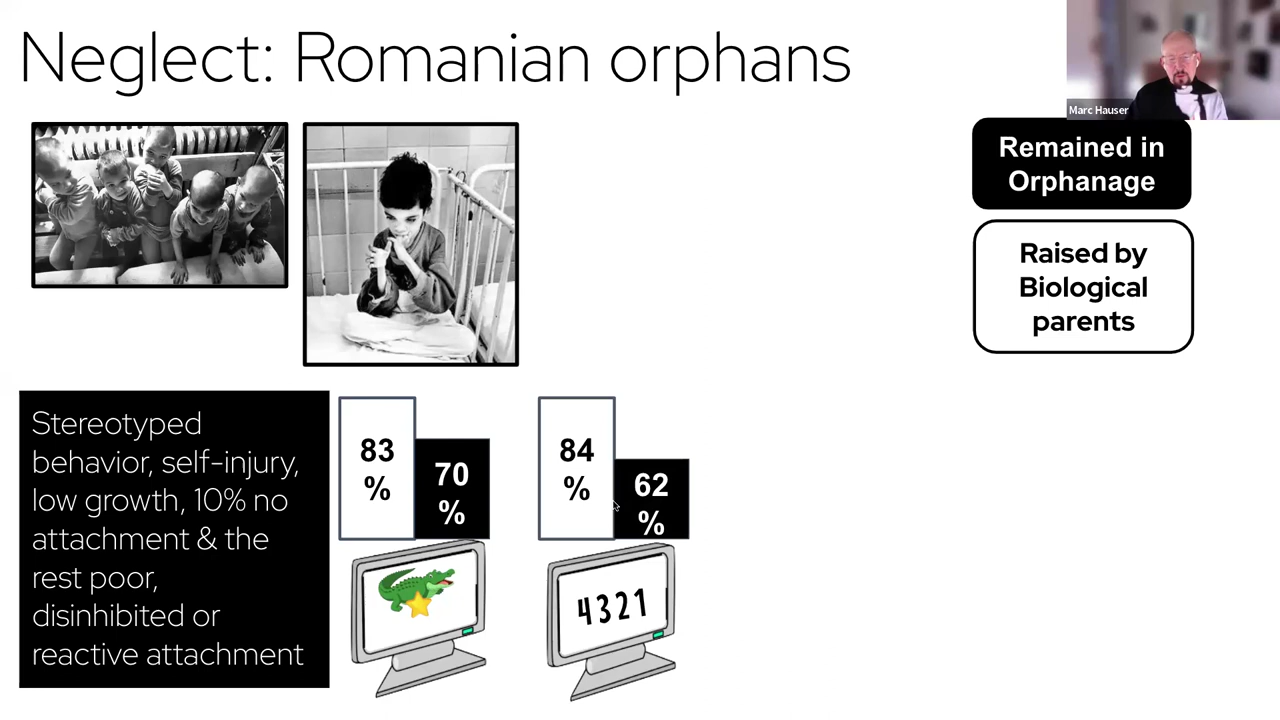 Neglect: Romanian orphans
Marc Hauser
Remained in
Orphanage
Raised by
Biological
parents
Stereotyped
behavior, self-injury,
low growth, 10% no
attachment & the
rest poor,
disinhibited or
reactive attachment
83
%
70
%
84
%
62
%
4321